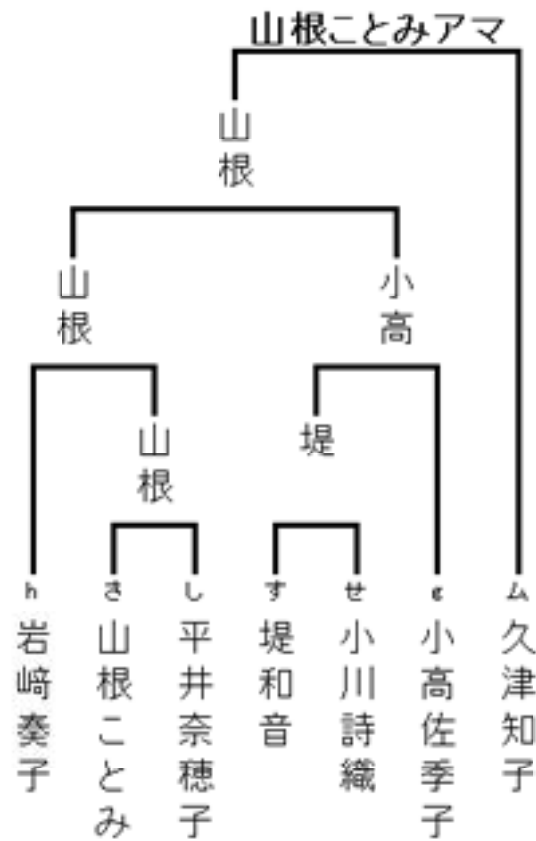 山根ことみアマ
山根
山根
小高
山根
堤
h
さ
し
す
せ
g
ム
岩﨑奏子
山根ことみ
平井奈穂子
堤和音
小川詩織
小高佐季子
久津知子